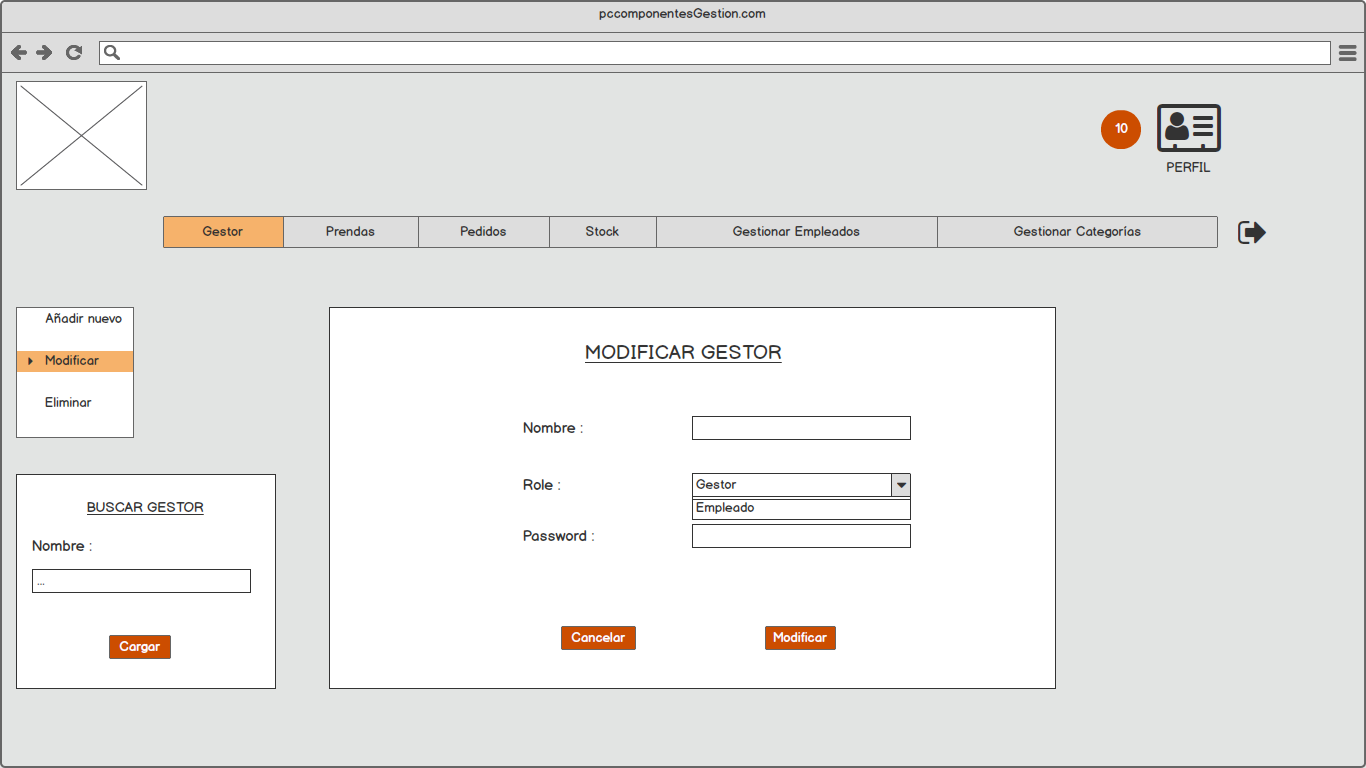 pccomponentesGestion.com
10
PERFIL
Gestor Prendas Pedidos Stock Gestionar Empleados Gestionar Categorías
Añadir nuevo
Modificar
Eliminar
BUSCAR GESTOR
Nombre :
...
Cargar
MODIFICAR GESTOR
Nombre :
Role : Gestor
Empleado
Password :
Cancelar Modificar